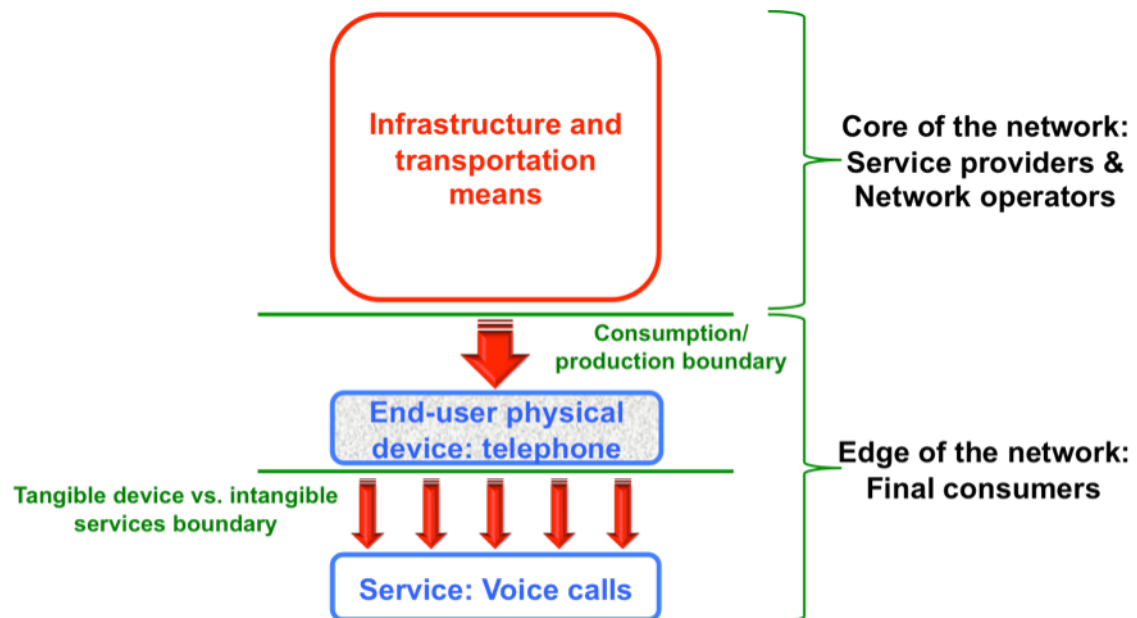 Infrastructure and
transportation
means
Core of the network:
Service providers &
Network operators
Consumption/
production boundary
End-user physical
device: telephone
Edge of the network:
Final consumers
Tangible device vs. intangible
services boundary
Service: Voice calls